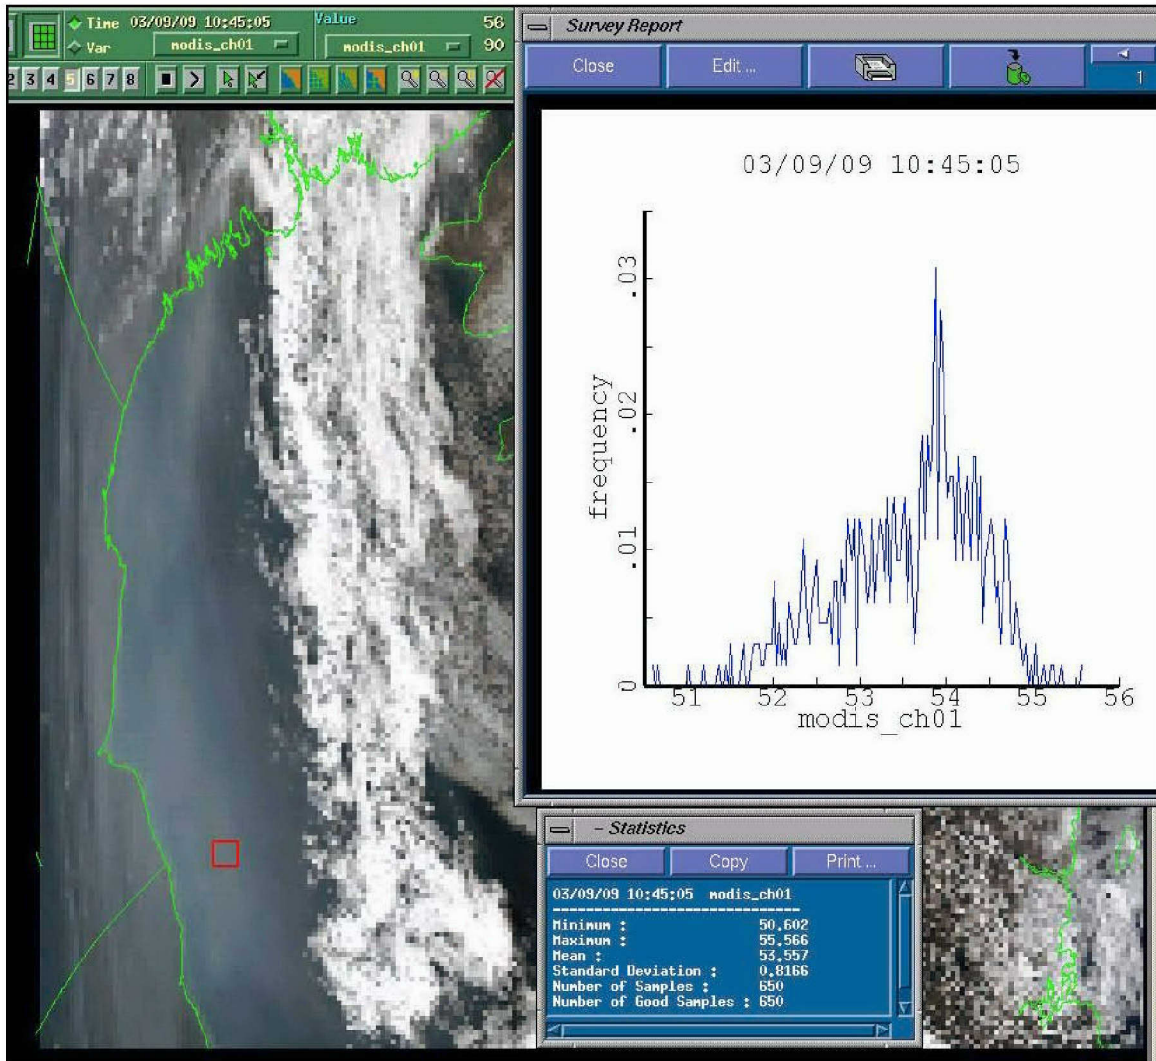 Time 03/09/09 10:45:05 Value 56
Var modis_ch01 modis_ch01 90
2 3 4 5 6 7 8
Survey Report
Close Edit ... 1
03/09/09 10:45:05
.03
.02
.01
0
frequency
51 52 53 54 55 56
modis_ch01
- Statistics
Close Copy Print ...
03/09/09 10:45:05 modis_ch01
------------------------------
Minimum : 50.602
Maximum : 55.566
Mean : 53.557
Standard Deviation : 0.8166
Number of Samples : 650
Number of Good Samples : 650